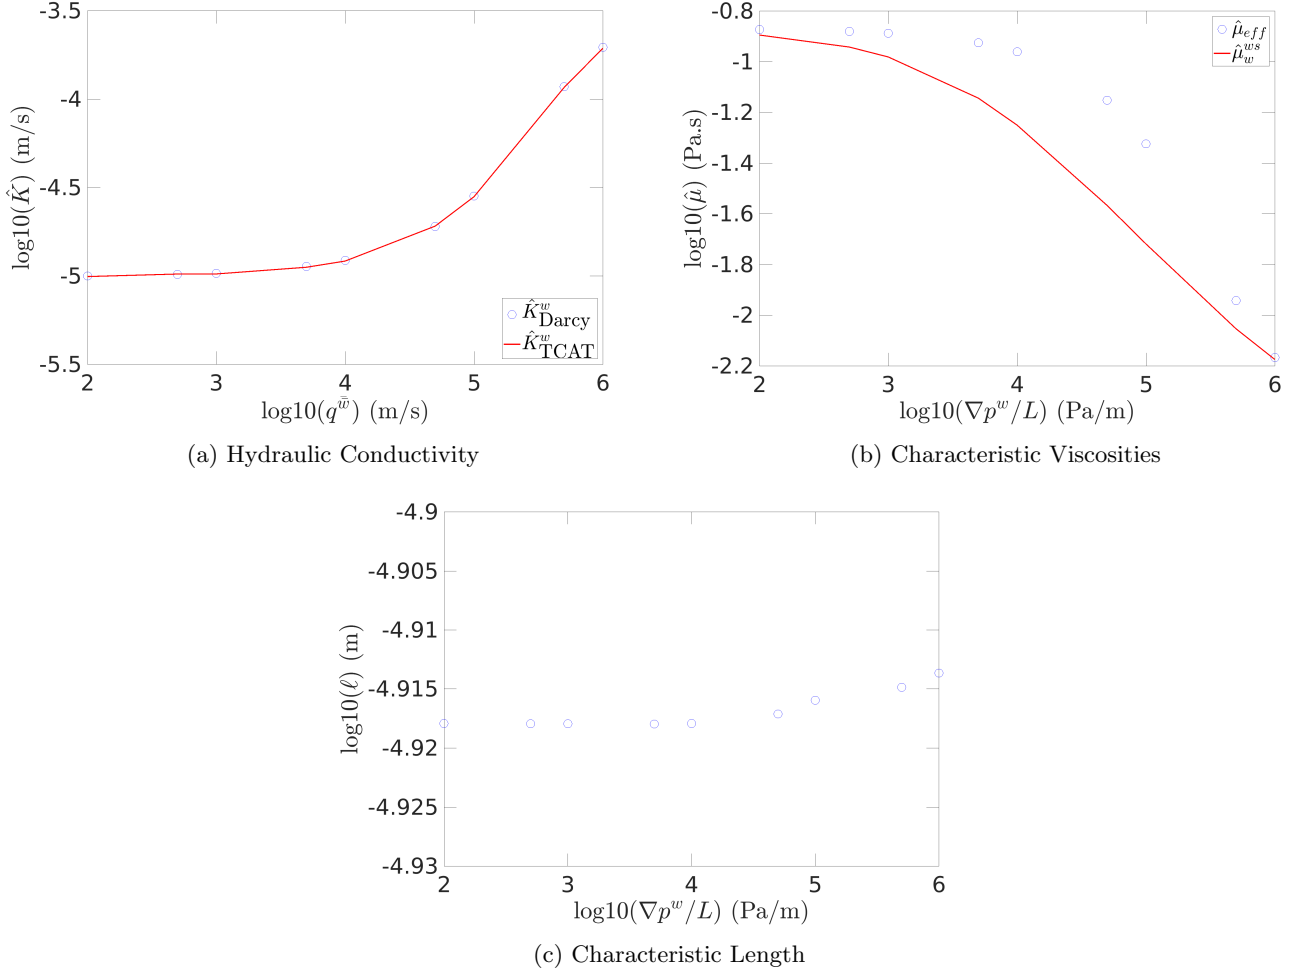 -3.5
-4
-4.5
-5
-5.5
2 3 4 5 6
log10(K̂) (m/s)
log10(q^w̿) (m/s)
K̂^w_Darcy
K̂^w_TCAT
(a) Hydraulic Conductivity
-0.8
-1
-1.2
-1.4
-1.6
-1.8
-2
-2.2
2 3 4 5 6
log10(μ̂) (Pa.s)
log10(∇p^w/L) (Pa/m)
μ̂_eff
μ̂_w^ws
(b) Characteristic Viscosities
-4.9
-4.905
-4.91
-4.915
-4.92
-4.925
-4.93
2 3 4 5 6
log10(ℓ) (m)
log10(∇p^w/L) (Pa/m)
(c) Characteristic Length